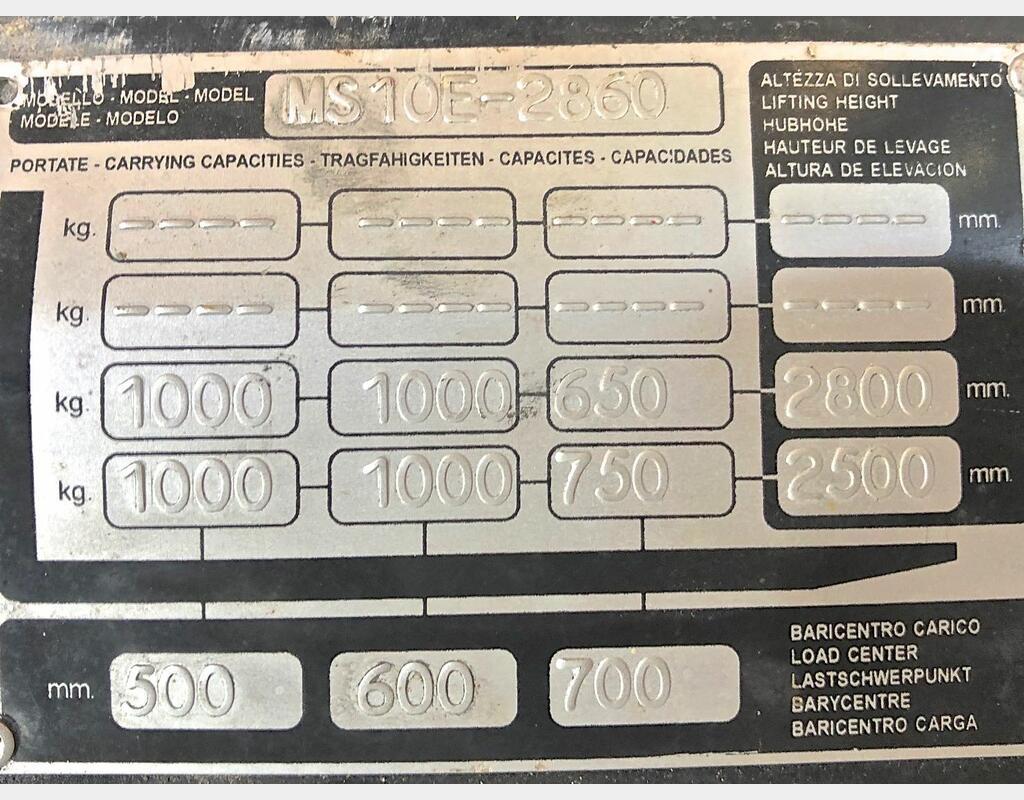 MODELLO - MODEL - MODEL
MODÈLE - MODELO
MS10E-2860
ALTEZZA DI SOLLEVAMENTO
LIFTING HEIGHT
HUBHÖHE
HAUTEUR DE LEVAGE
ALTURA DE ELEVACION
PORTATE - CARRYING CAPACITIES - TRAGFAHIGKEITEN - CAPACITES - CAPACIDADES
kg. ---- ---- ---- ---- mm.
kg. ---- ---- ---- ---- mm.
kg. 1000 1000 650 2800 mm.
kg. 1000 1000 750 2500 mm.
mm. 500 600 700
BARICENTRO CARICO
LOAD CENTER
LASTSCHWERPUNKT
BARYCENTRE
BARICENTRO CARGA